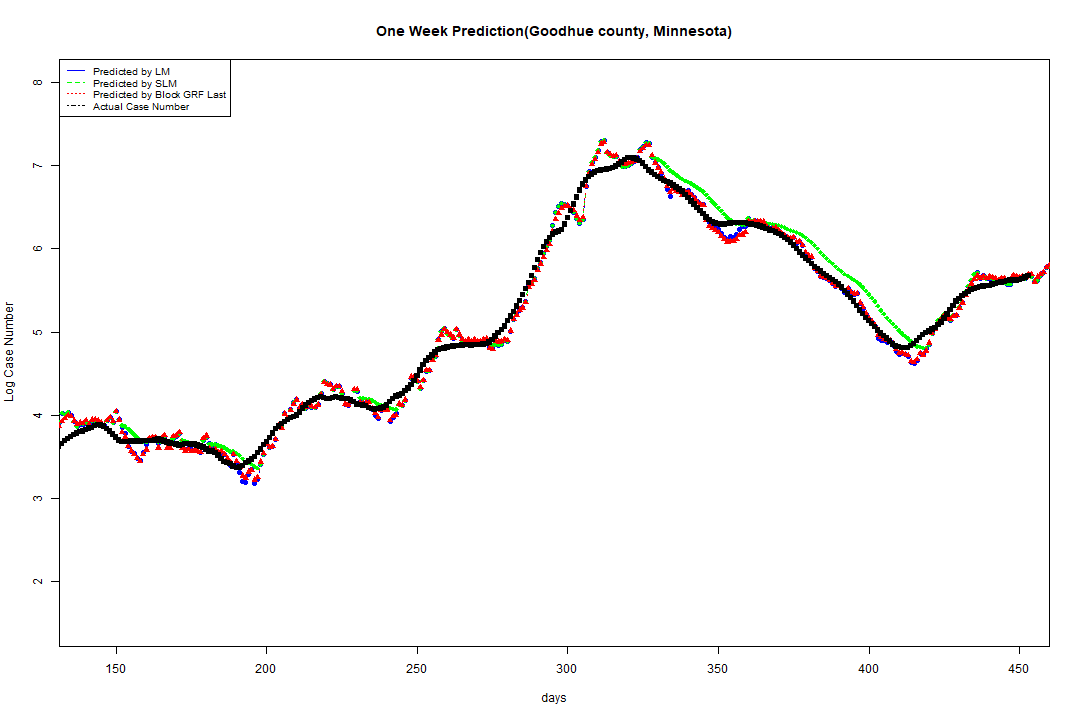 One Week Prediction(Goodhue county, Minnesota)
Predicted by LM
Predicted by SLM
Predicted by Block GRF Last
Actual Case Number
8
7
6
5
4
3
2
Log Case Number
150 200 250 300 350 400 450
days